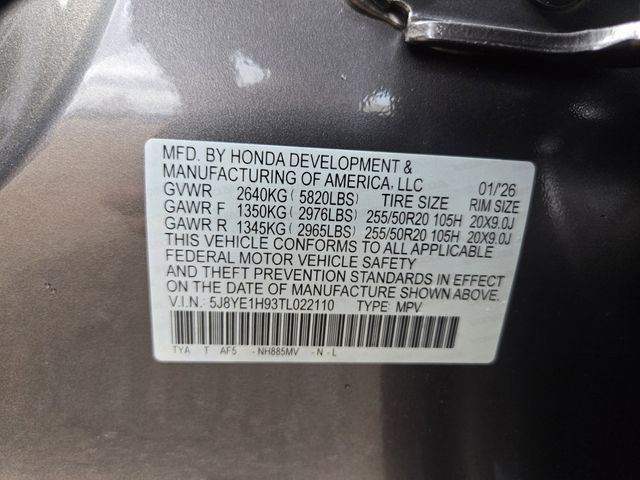 MFD. BY HONDA DEVELOPMENT &
MANUFACTURING OF AMERICA, LLC 01/'26
GVWR 2640KG (5820LBS) TIRE SIZE RIM SIZE
GAWR F 1350KG (2976LBS) 255/50R20 105H 20X9.0J
GAWR R 1345KG (2965LBS) 255/50R20 105H 20X9.0J
THIS VEHICLE CONFORMS TO ALL APPLICABLE
FEDERAL MOTOR VEHICLE SAFETY
AND THEFT PREVENTION STANDARDS IN EFFECT
ON THE DATE OF MANUFACTURE SHOWN ABOVE.
V.I.N.: 5J8YE1H93TL022110 TYPE: MPV
TYA T AF5 -NH885MV -N-L